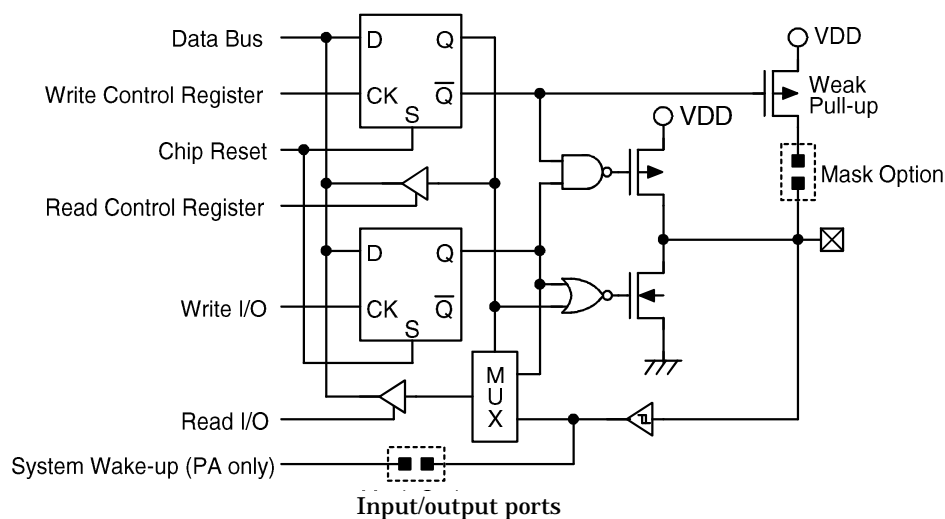 Data Bus
D
Q
VDD
Write Control Register
CK
Q
Weak
Pull-up
S
VDD
Chip Reset
Mask Option
Read Control Register
D
Q
Write I/O
CK
Q
S
M
U
X
Read I/O
System Wake-up (PA only)
Input/output ports